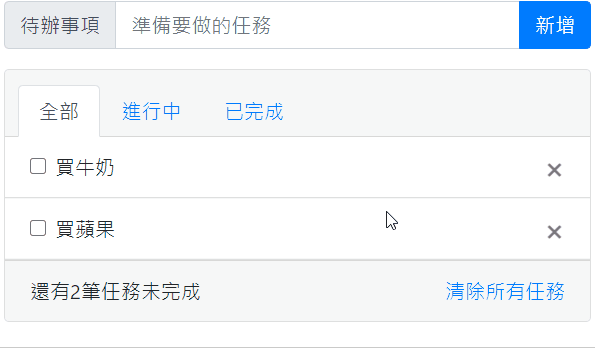 待辦事項 準備要做的任務 新增
全部 進行中 已完成
買牛奶
買蘋果
還有2筆任務未完成 清除所有任務